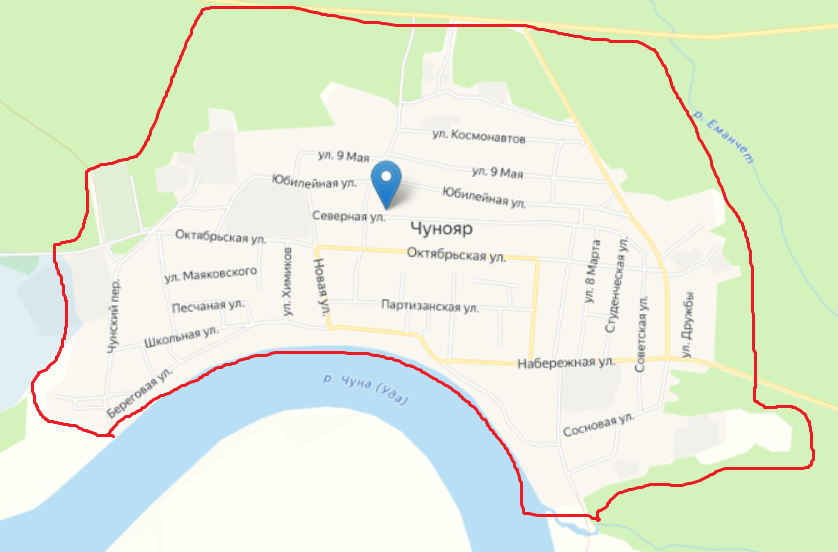 ул. Космонавтов
р. Еманчет
ул. 9 Мая
ул. 9 Мая
Юбилейная ул.
Юбилейная ул.
Северная ул.
Чунояр
Октябрьская ул.
Октябрьская ул.
ул. Маяковского
ул. Химиков
Новая ул.
ул. 8 Марта
Студенческая ул.
Советская ул.
ул. Дружбы
Чунский пер.
Песчаная ул.
Партизанская ул.
Школьная ул.
Набережная ул.
Береговая ул.
р. Чуна (Уда)
Сосновая ул.